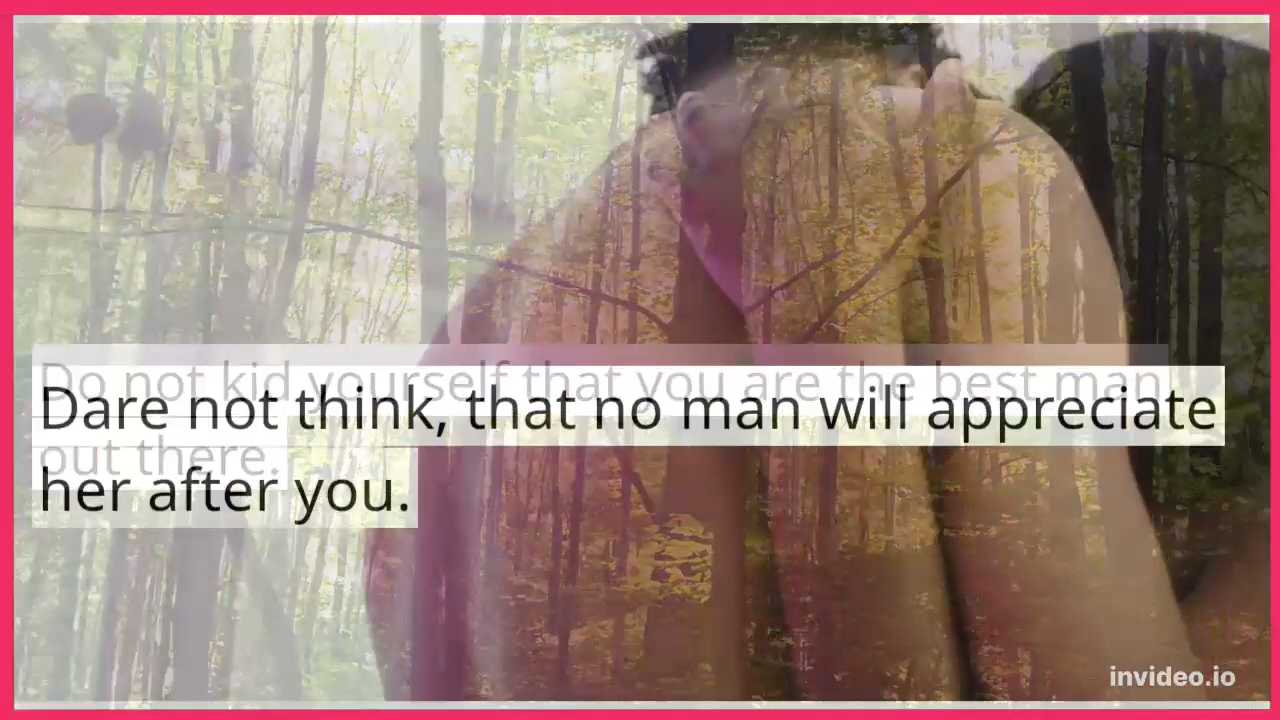 Do not kid yourself that you are the best man
out there.
Dare not think, that no man will appreciate
her after you.
invideo.io